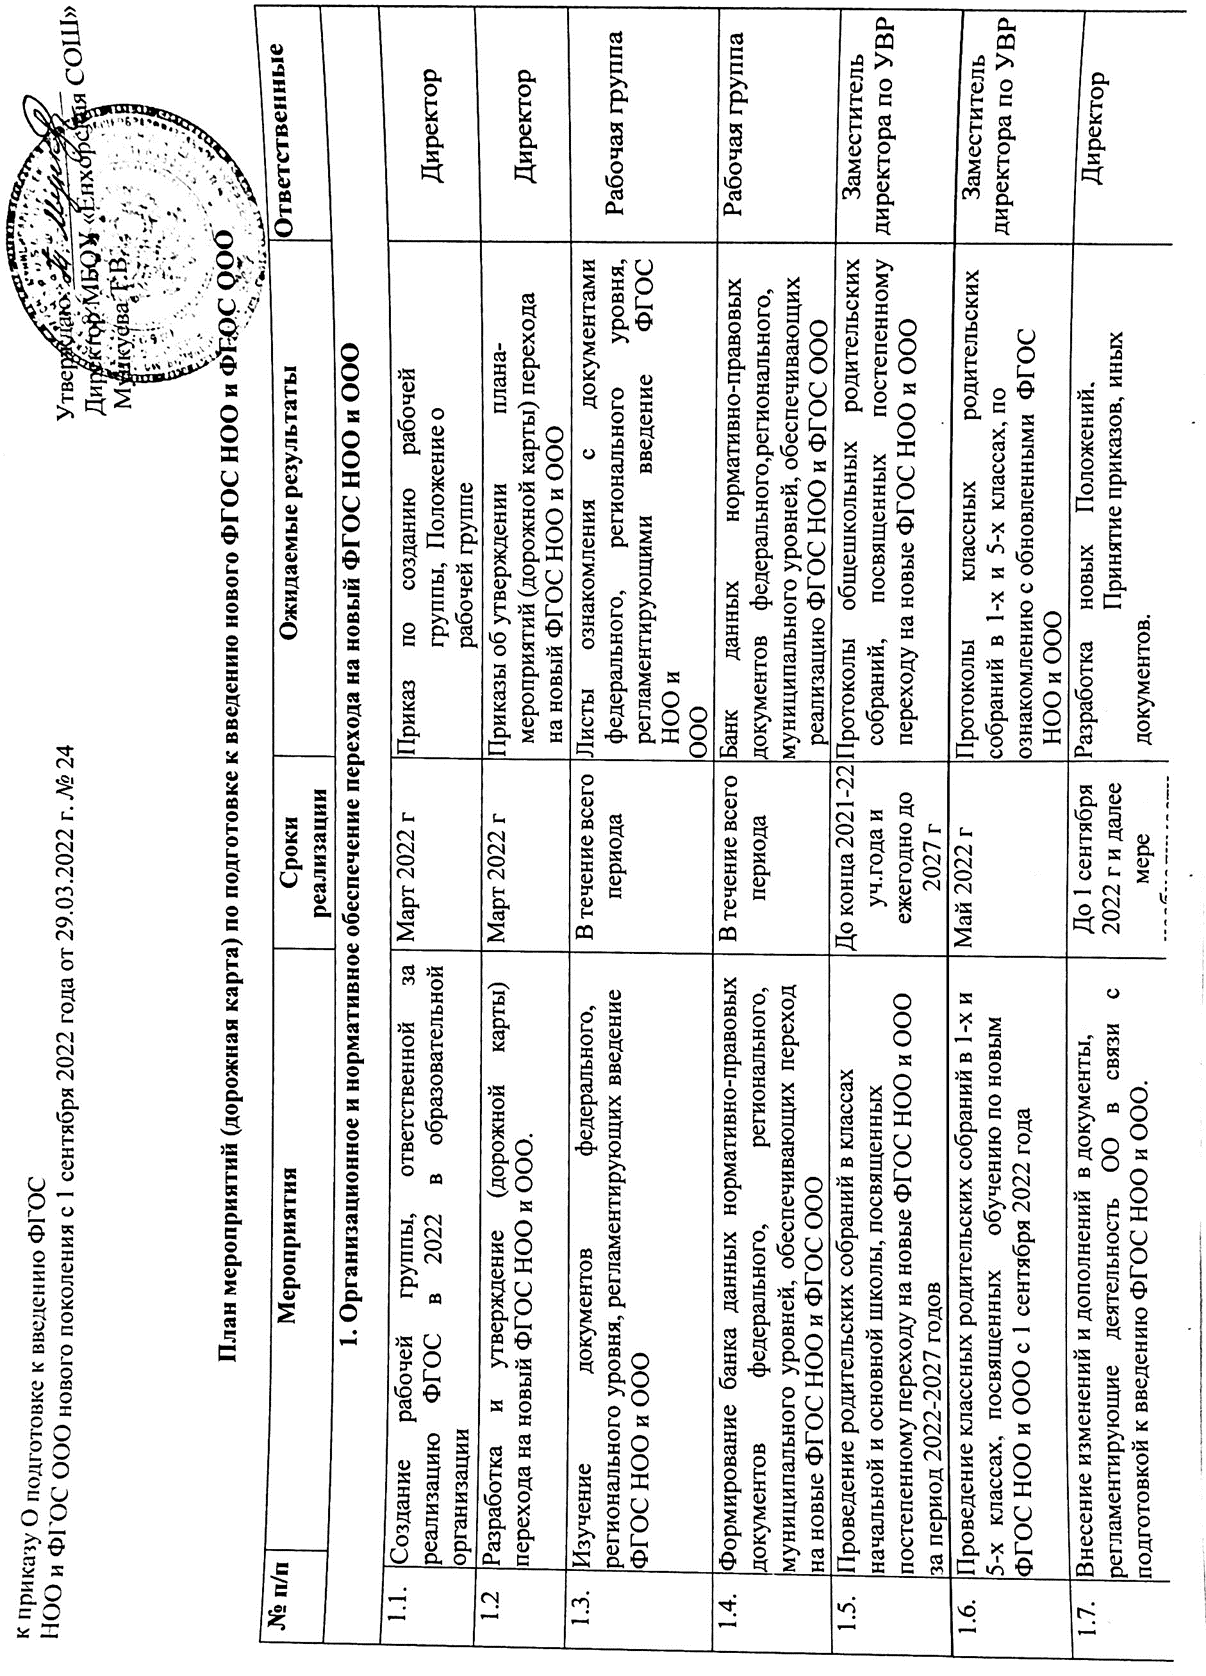 к приказу О подготовке к введению ФГОС
НОО и ФГОС ООО нового поколения с 1 сентября 2022 года от 29.03.2022 г. № 24
Утверждаю:
Директор МБОУ «Енхорская СОШ»
Мункуева Т.В.
План мероприятий (дорожная карта) по подготовке к введению нового ФГОС НОО и ФГОС ООО
№ п/п
Мероприятия
Сроки
реализации
Ожидаемые результаты
Ответственные
1. Организационное и нормативное обеспечение перехода на новый ФГОС НОО и ООО
1.1.
Создание рабочей группы, ответственной за
реализацию ФГОС в 2022 в образовательной
организации
Март 2022 г
Приказ по созданию рабочей
группы, Положение о
рабочей группе
Директор
1.2
Разработка и утверждение (дорожной карты)
перехода на новый ФГОС НОО и ООО.
Март 2022 г
Приказы об утверждении плана-
мероприятий (дорожной карты) перехода
на новый ФГОС НОО и ООО
Директор
1.3.
Изучение документов федерального,
регионального уровня, регламентирующих введение
ФГОС НОО и ООО
В течение всего
периода
Листы ознакомления с документами
федерального, регионального уровня,
регламентирующими введение ФГОС
НОО и
ООО
Рабочая группа
1.4.
Формирование банка данных нормативно-правовых
документов федерального, регионального,
муниципального уровней, обеспечивающих переход
на новые ФГОС НОО и ФГОС ООО
В течение всего
периода
Банк данных нормативно-правовых
документов федерального,регионального,
муниципального уровней, обеспечивающих
реализацию ФГОС НОО и ФГОС ООО
Рабочая группа
1.5.
Проведение родительских собраний в классах
начальной и основной школы, посвященных
постепенному переходу на новые ФГОС НОО и ООО
за период 2022-2027 годов
До конца 2021-22
уч.года и
ежегодно до
2027 г
Протоколы общешкольных родительских
собраний, посвященных постепенному
переходу на новые ФГОС НОО и ООО
Заместитель
директора по УВР
1.6.
Проведение классных родительских собраний в 1-х и
5-х классах, посвященных обучению по новым
ФГОС НОО и ООО с 1 сентября 2022 года
Май 2022 г
Протоколы классных родительских
собраний в 1-х и 5-х классах, по
ознакомлению с обновленными ФГОС
НОО и ООО
Заместитель
директора по УВР
1.7.
Внесение изменений и дополнений в документы,
регламентирующие деятельность ОО в связи с
подготовкой к введению ФГОС НОО и ООО.
До 1 сентября
2022 г и далее
мере
Разработка новых Положений.
Принятие приказов, иных
документов.
Директор